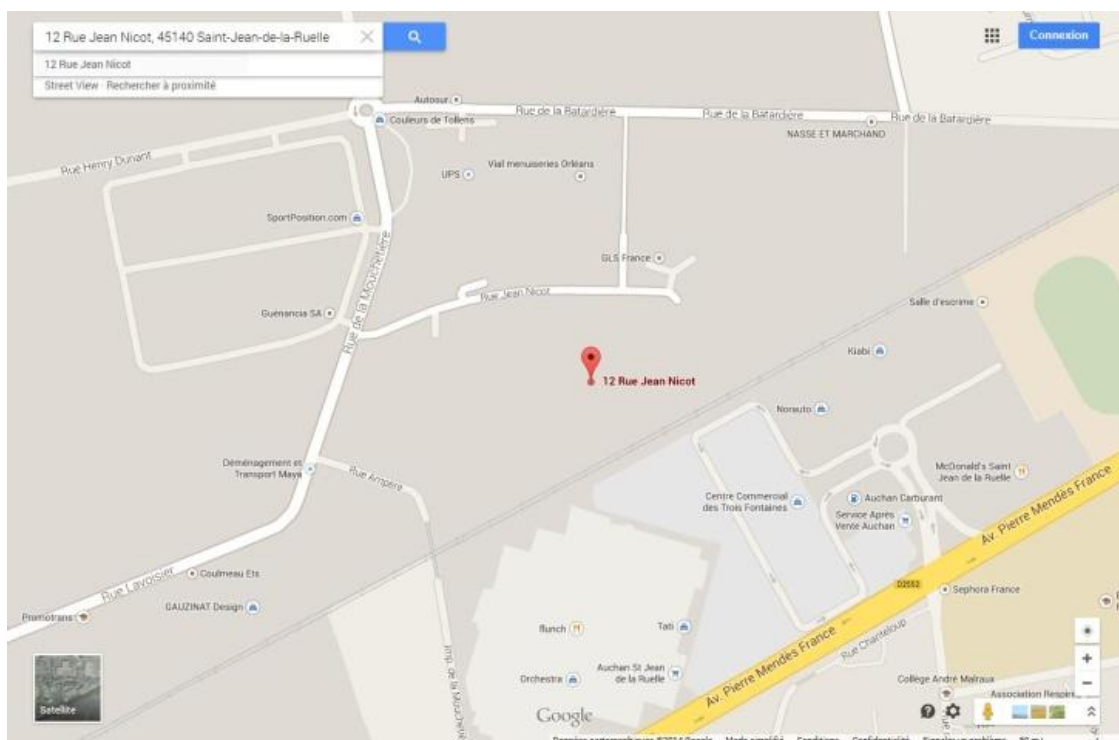 12 Rue Jean Nicot, 45140 Saint-Jean-de-la-Ruelle
Connexion
12 Rue Jean Nicot
Street View · Rechercher à proximité
Autosur
Rue de la Batardière
Rue de la Batardière
Rue de la Batardière
Couleurs de Tollens
NASSE ET MARCHAND
Rue Henry Dunant
Vial menuiseries Orléans
UPS
SportPosition.com
Rue de la Mouchetière
GLS France
Rue Jean Nicot
Salle d'escrime
Guénancia SA
Kiabi
12 Rue Jean Nicot
Norauto
Déménagement et
Transport Maya
Rue Ampère
McDonald's Saint
Jean de la Ruelle
Centre Commercial
des Trois Fontaines
Auchan Carburant
Service Après
Vente Auchan
Av. Pierre Mendès France
Rue Lavoisier
Coulmeau Ets
D2552
Sephora France
GAUZINAT Design
Promotrans
flunch
Tati
Rue Chanteloup
Imp. de la
Auchan St Jean
de la Ruelle
Orchestra
Av. Pierre Mendès France
Collège André Malraux
Association
Satellite
Google